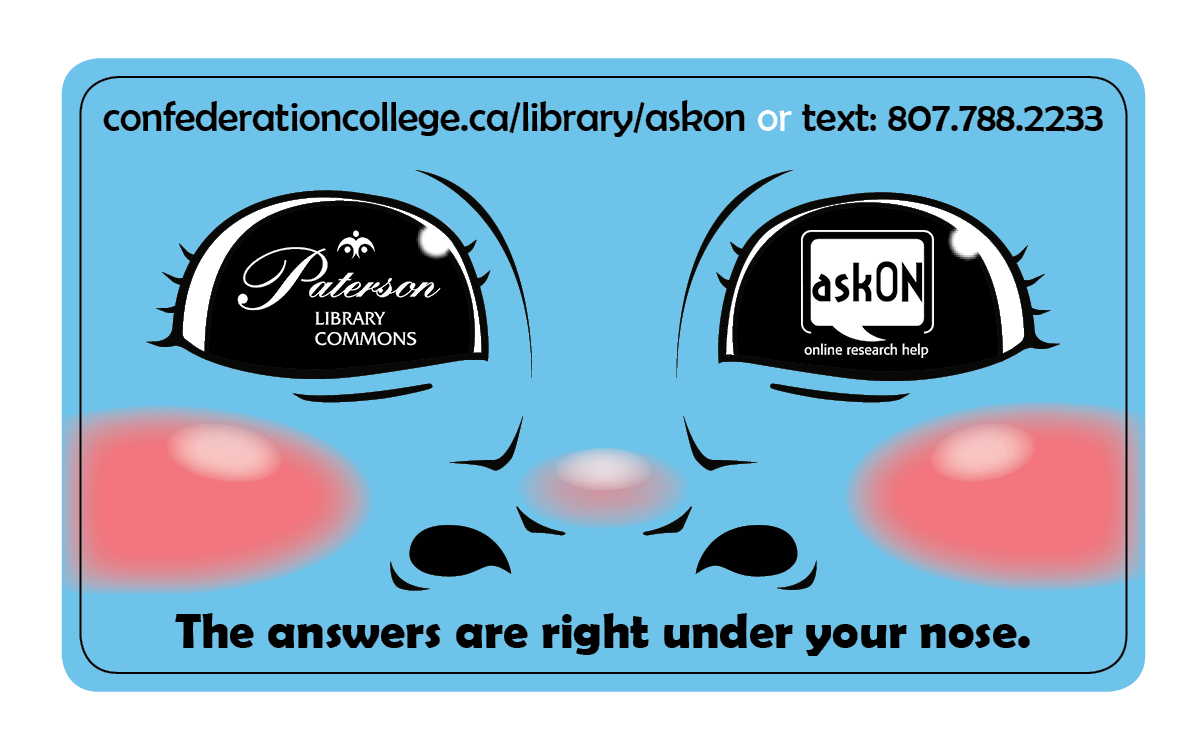 confederationcollege.ca/library/askon or text: 807.788.2233
Paterson
LIBRARY
COMMONS
askON
online research help
The answers are right under your nose.